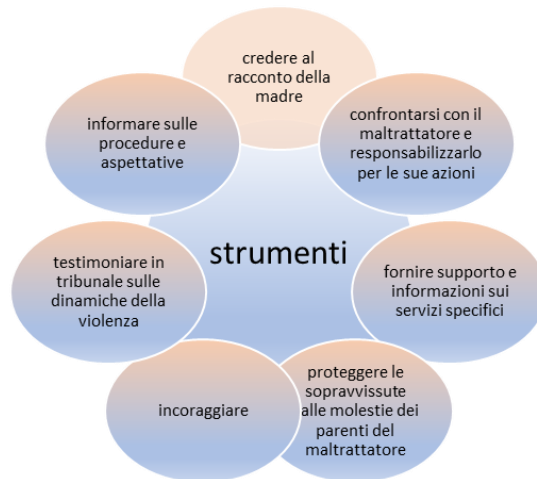 credere al
racconto della
madre
confrontarsi con il
maltrattatore e
responsabilizzarlo
per le sue azioni
fornire supporto e
informazioni sui
servizi specifici
proteggere le
sopravvissute
alle molestie dei
parenti del
maltrattatore
incoraggiare
testimoniare in
tribunale sulle
dinamiche della
violenza
informare sulle
procedure e
aspettative
strumenti